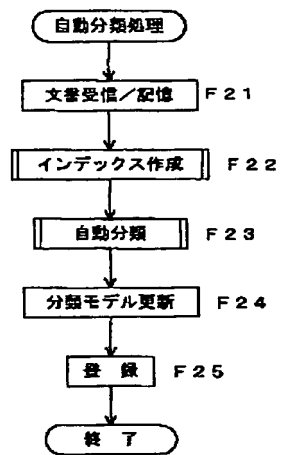 自動分類処理
文書受信/記憶 F21
インデックス作成 F22
自動分類 F23
分類モデル更新 F24
登録 F25
終了